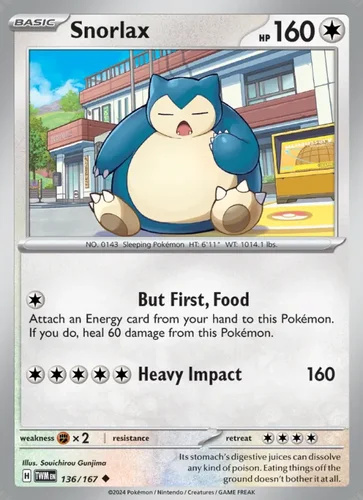 BASIC
Snorlax HP 160
NO. 0143 Sleeping Pokémon HT: 6'11" WT: 1014.1 lbs.
But First, Food
Attach an Energy card from your hand to this Pokémon.
If you do, heal 60 damage from this Pokémon.
Heavy Impact 160
weakness ×2 resistance retreat
Illus. Souichirou Gunjima
H TWM EN 136/167
Its stomach's digestive juices can dissolve
any kind of poison. Eating things off the
ground doesn't bother it at all.
©2024 Pokémon / Nintendo / Creatures / GAME FREAK